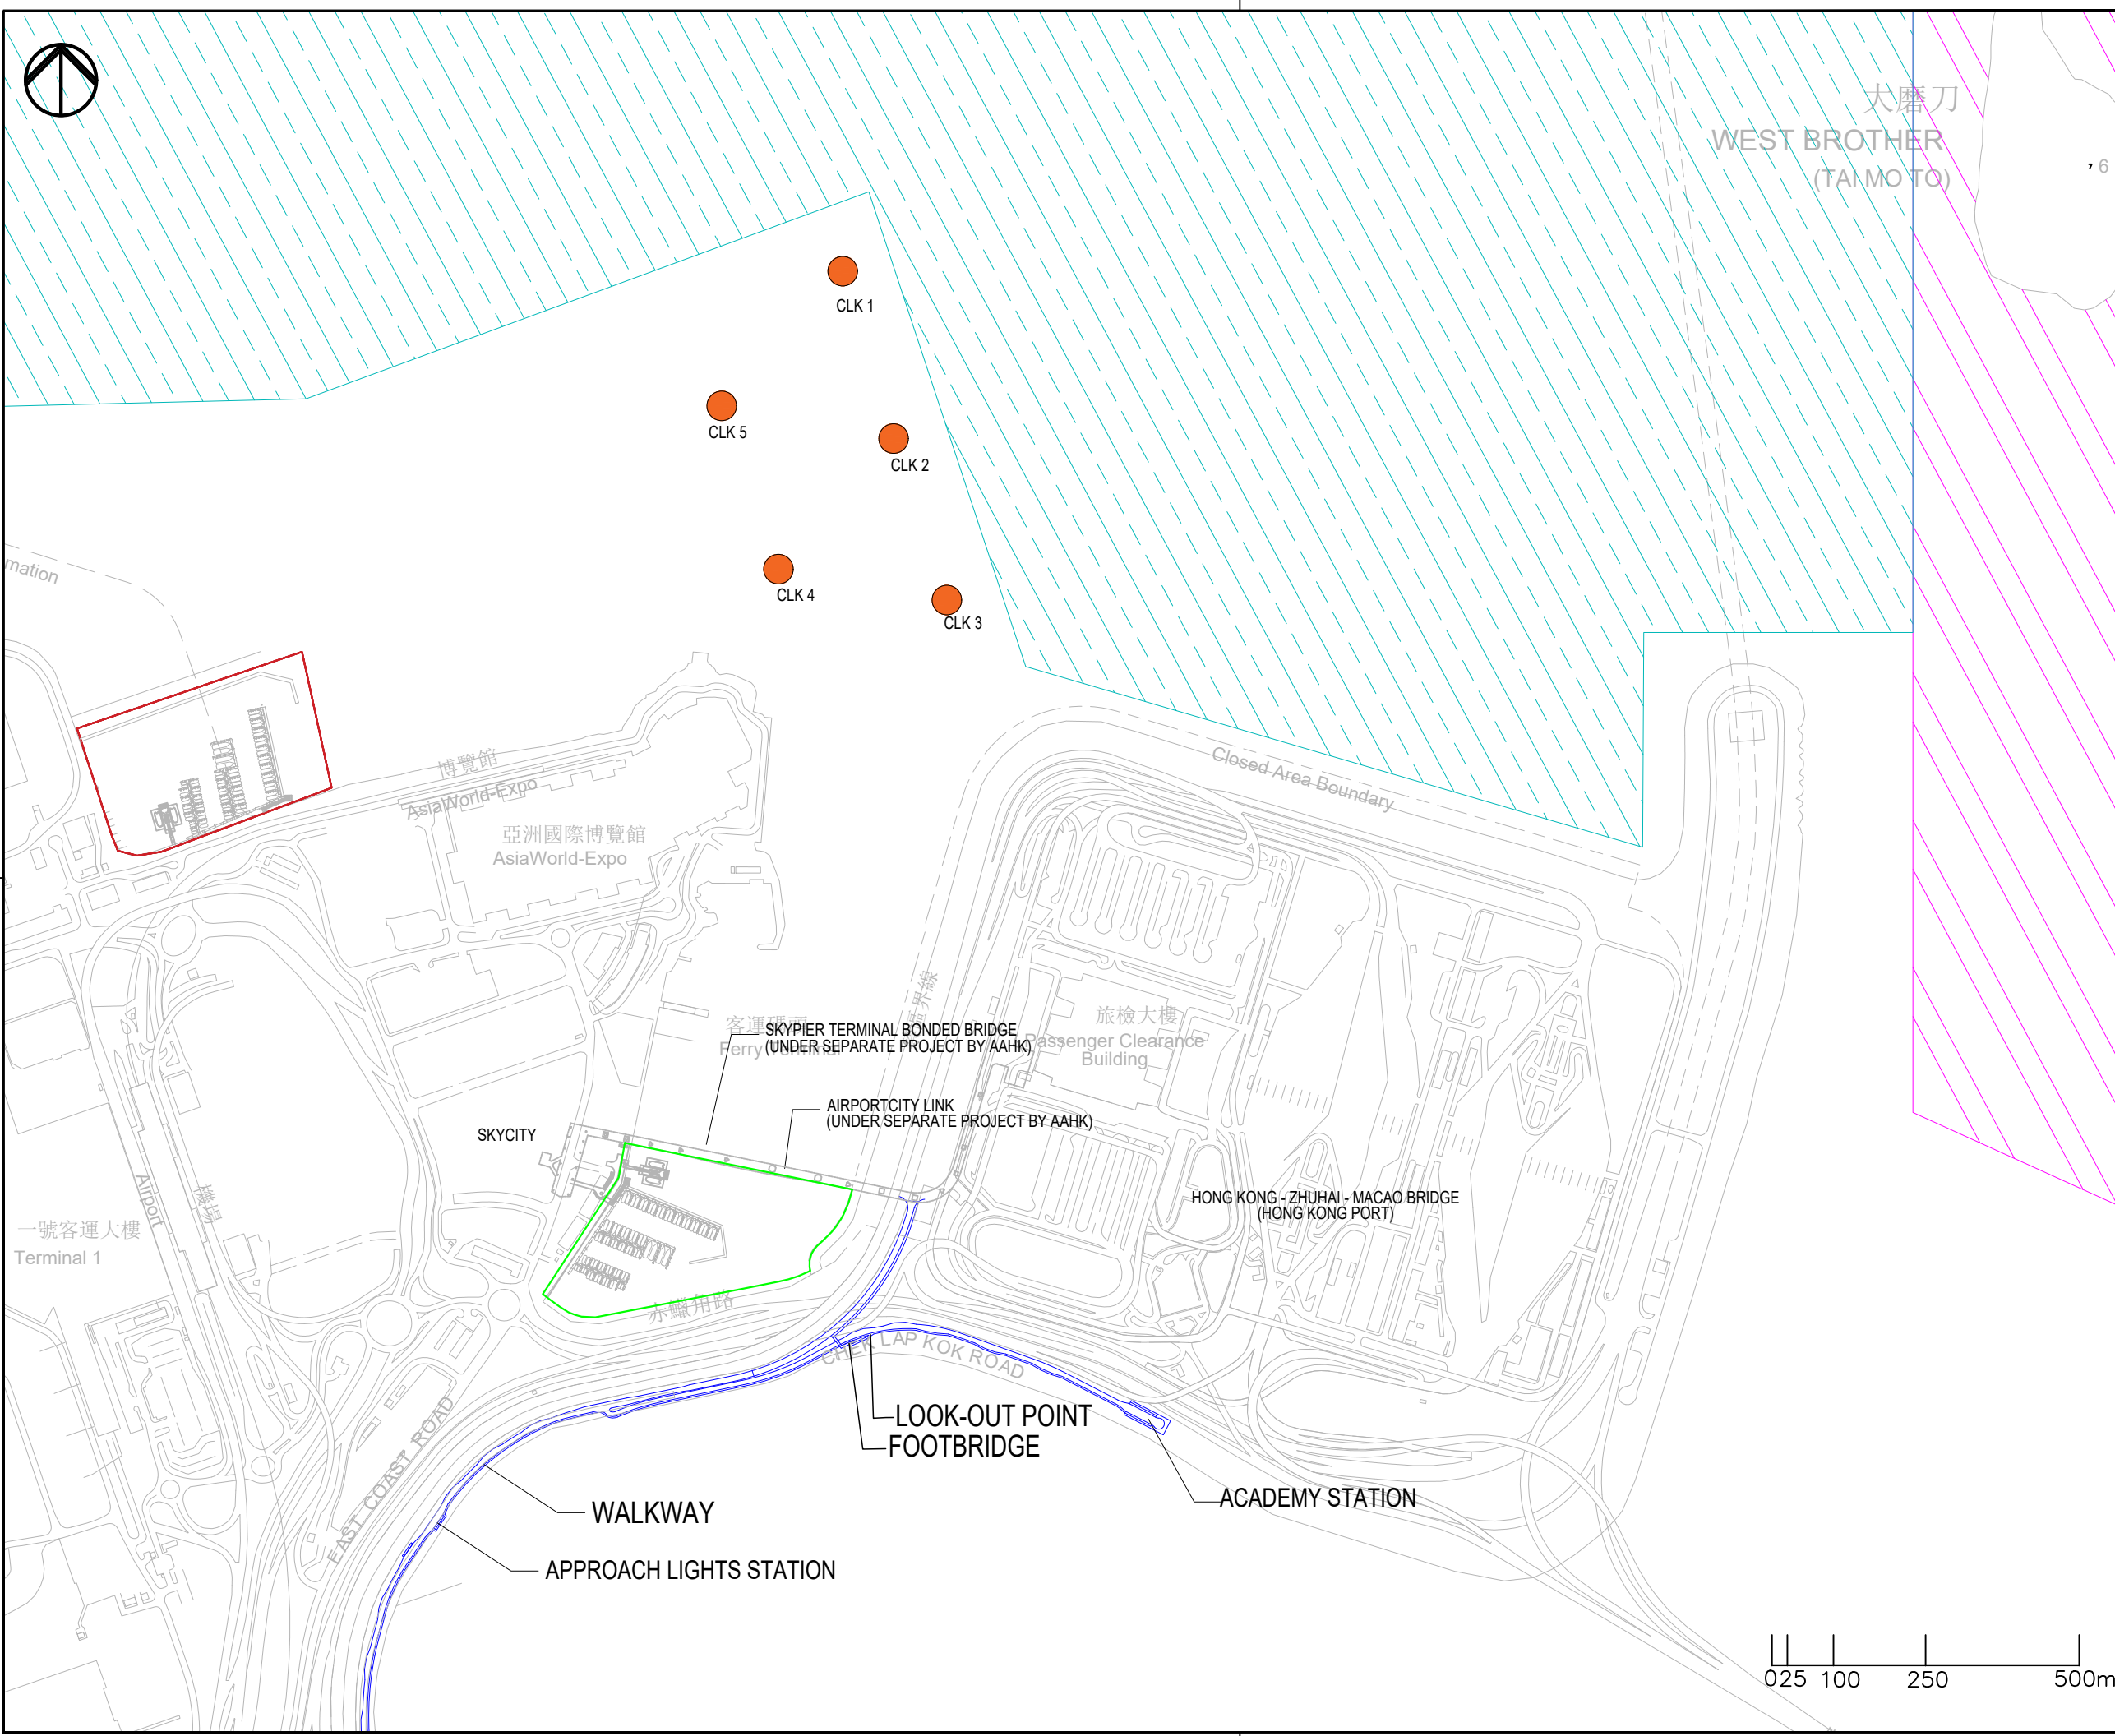 大磨刀
WEST BROTHER
(TAI MO TO)
6
CLK 1
CLK 5
CLK 2
CLK 4
CLK 3
mation
博覽館
AsiaWorld-Expo
亞洲國際博覽館
AsiaWorld-Expo
Closed Area Boundary
界線
客運碼頭
Ferry Terminal
SKYPIER TERMINAL BONDED BRIDGE
(UNDER SEPARATE PROJECT BY AAHK)
旅檢大樓
Passenger Clearance
Building
AIRPORTCITY LINK
(UNDER SEPARATE PROJECT BY AAHK)
SKYCITY
機場
Airport
一號客運大樓
Terminal 1
HONG KONG - ZHUHAI - MACAO BRIDGE
(HONG KONG PORT)
赤鱲角路
CHEK LAP KOK ROAD
LOOK-OUT POINT
FOOTBRIDGE
EAST COAST ROAD
WALKWAY
ACADEMY STATION
APPROACH LIGHTS STATION
025 100 250 500m